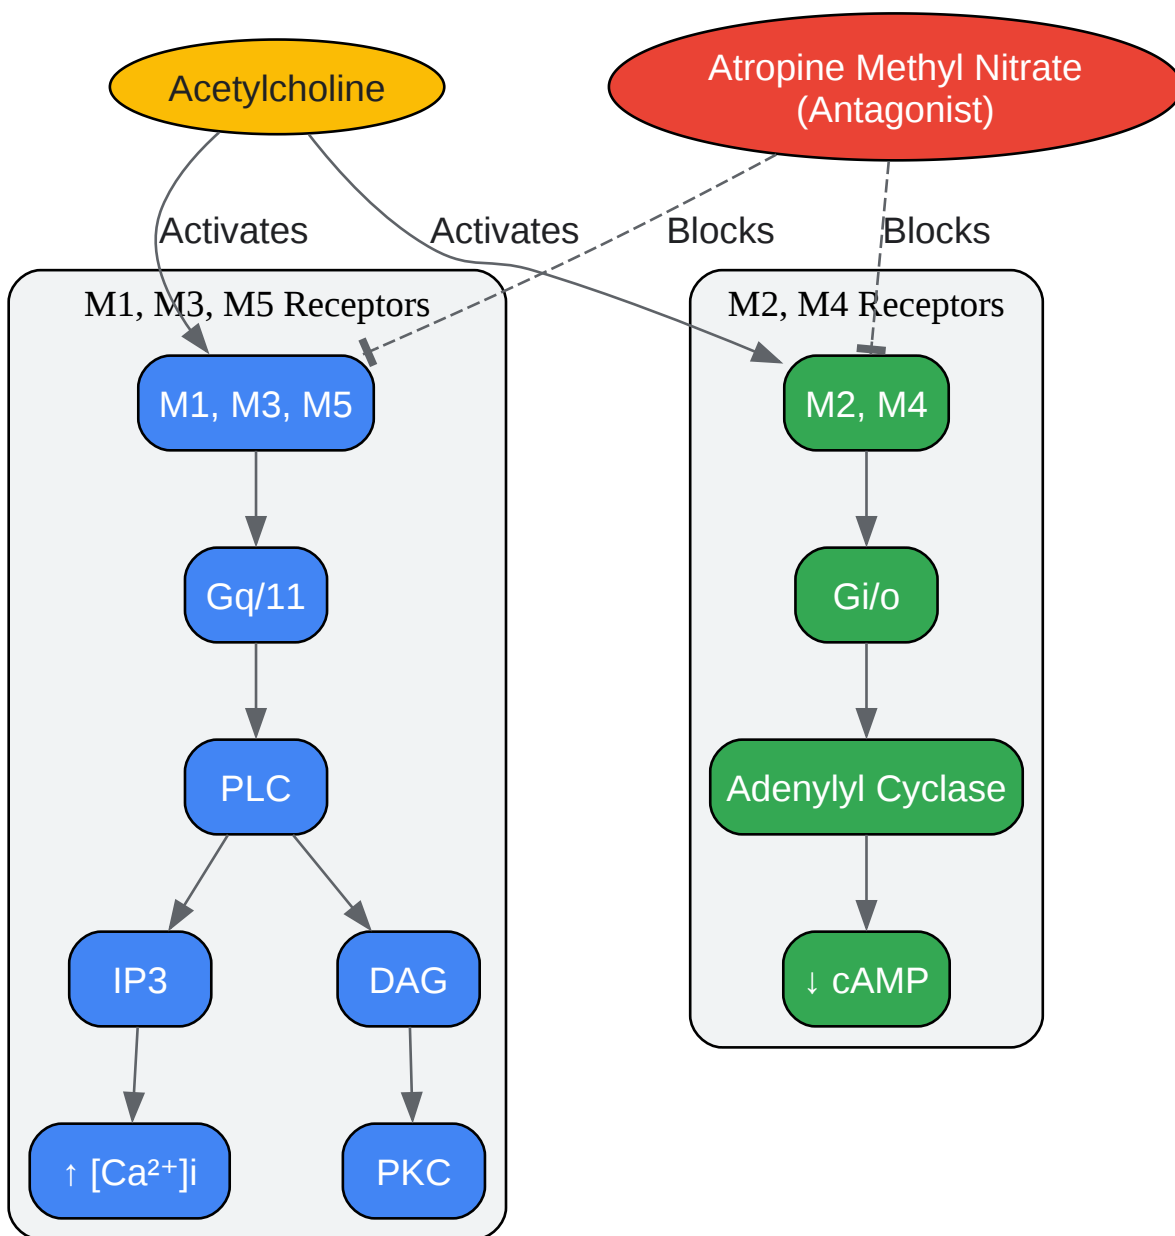 Acetylcholine
Atropine Methyl Nitrate
(Antagonist)
Activates
Activates
Blocks
Blocks
M1, M3, M5 Receptors
M2, M4 Receptors
M1, M3, M5
M2, M4
Gq/11
Gi/o
PLC
Adenylyl Cyclase
IP3
DAG
↓ cAMP
↑ [Ca²⁺]i
PKC